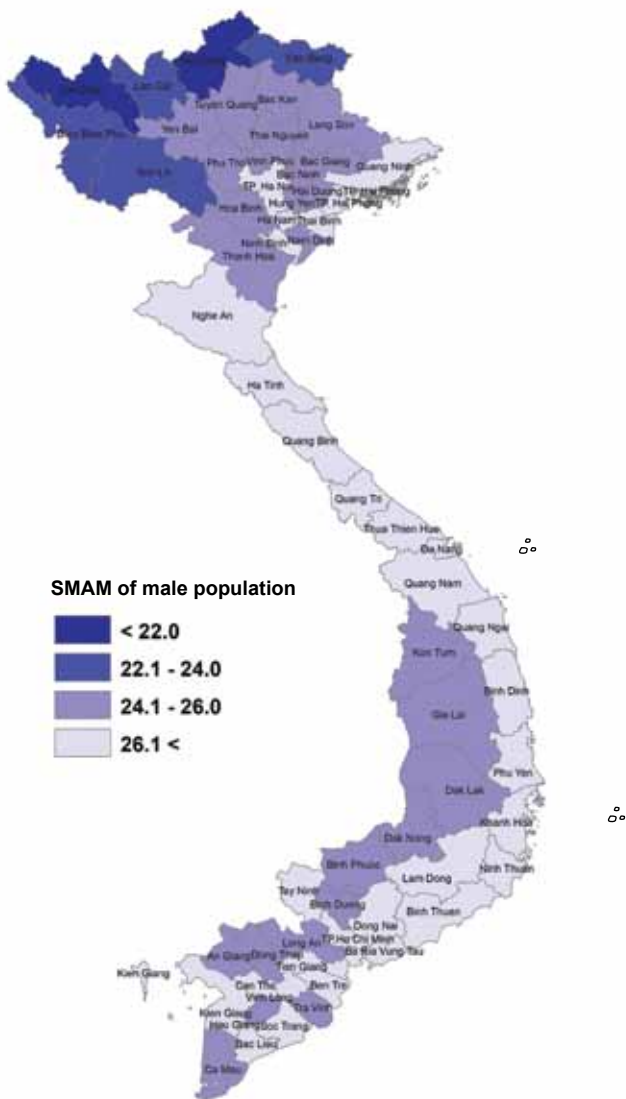 Cao Bang
Lao Cai
Tuyen Quang
Bac Kan
Lang Son
Yen Bai
Thai Nguyen
Phu Tho
Vinh Phuc
Bac Giang
Quang Ninh
Bac Ninh
TP. Ha Noi
Hai Duong
TP. Hai Phong
Hung Yen
TP. Hai Phong
Hoa Binh
Ha Nam
Thai Binh
Ninh Binh
Nam Dinh
Thanh Hoa
Nghe An
Ha Tinh
Quang Binh
Quang Tri
Thua Thien Hue
Da Nang
Quang Nam
SMAM of male population
< 22.0
22.1 - 24.0
24.1 - 26.0
26.1 <
Quang Ngai
Kon Tum
Binh Dinh
Gia Lai
Phu Yen
Dak Lak
Khanh Hoa
Dak Nong
Binh Phuoc
Lam Dong
Ninh Thuan
Tay Ninh
Binh Duong
Binh Thuan
Dong Nai
Long An
TP.Ho Chi Minh
An Giang
Dong Thap
Ba Ria Vung Tau
Tien Giang
Kien Giang
Can Tho
Ben Tre
Vinh Long
Kien Giang
Tra Vinh
Hau Giang
Soc Trang
Bac Lieu
Ca Mau